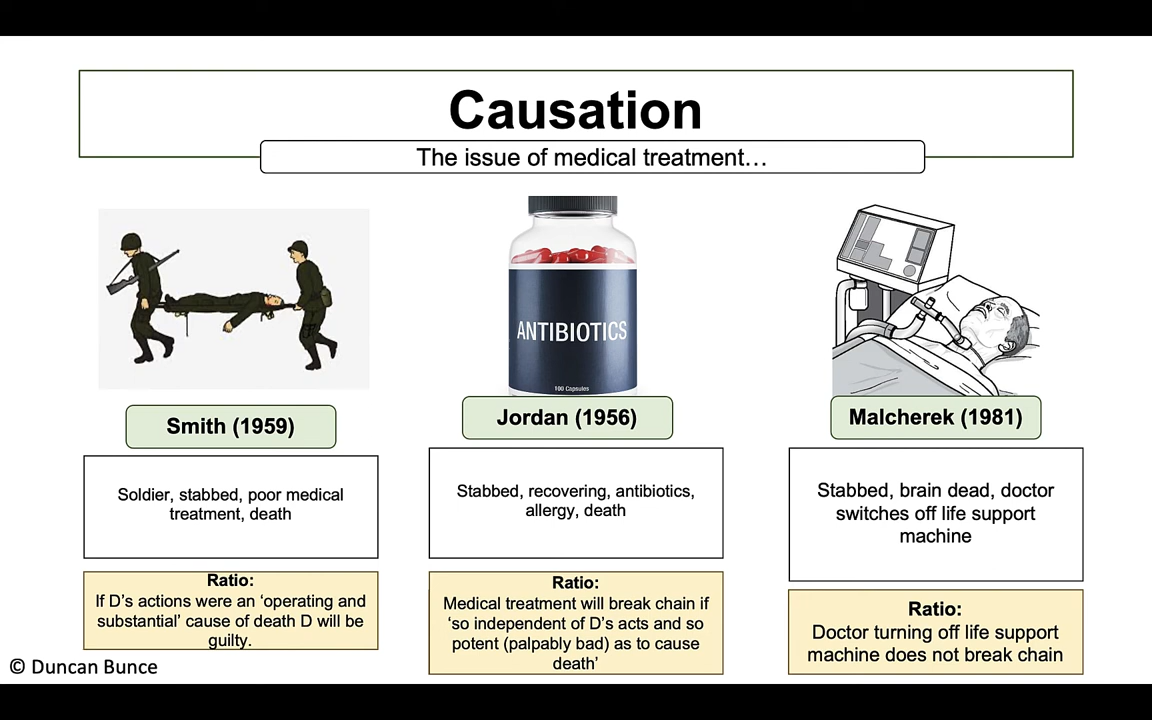 Causation
The issue of medical treatment…
ANTIBIOTICS
100 Capsules
Smith (1959)
Jordan (1956)
Malcherek (1981)
Soldier, stabbed, poor medical
treatment, death
Stabbed, recovering, antibiotics,
allergy, death
Stabbed, brain dead, doctor
switches off life support
machine
Ratio:
If D’s actions were an ‘operating and
substantial’ cause of death D will be
guilty.
Ratio:
Medical treatment will break chain if
‘so independent of D’s acts and so
potent (palpably bad) as to cause
death’
Ratio:
Doctor turning off life support
machine does not break chain
© Duncan Bunce